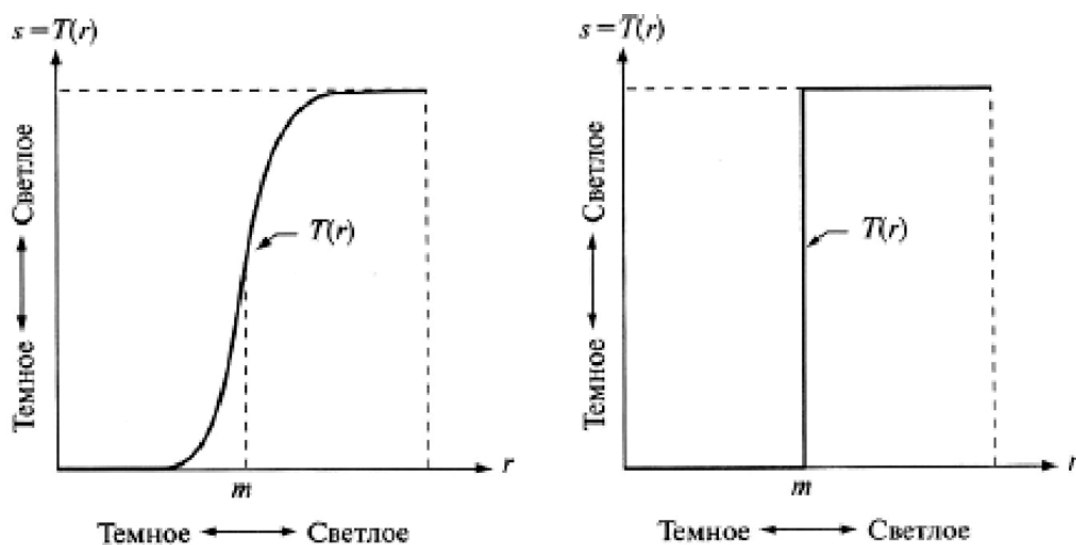 s = T(r)
Светлое
Темное
T(r)
m
r
Темное
Светлое
s = T(r)
Светлое
Темное
T(r)
m
r
Темное
Светлое